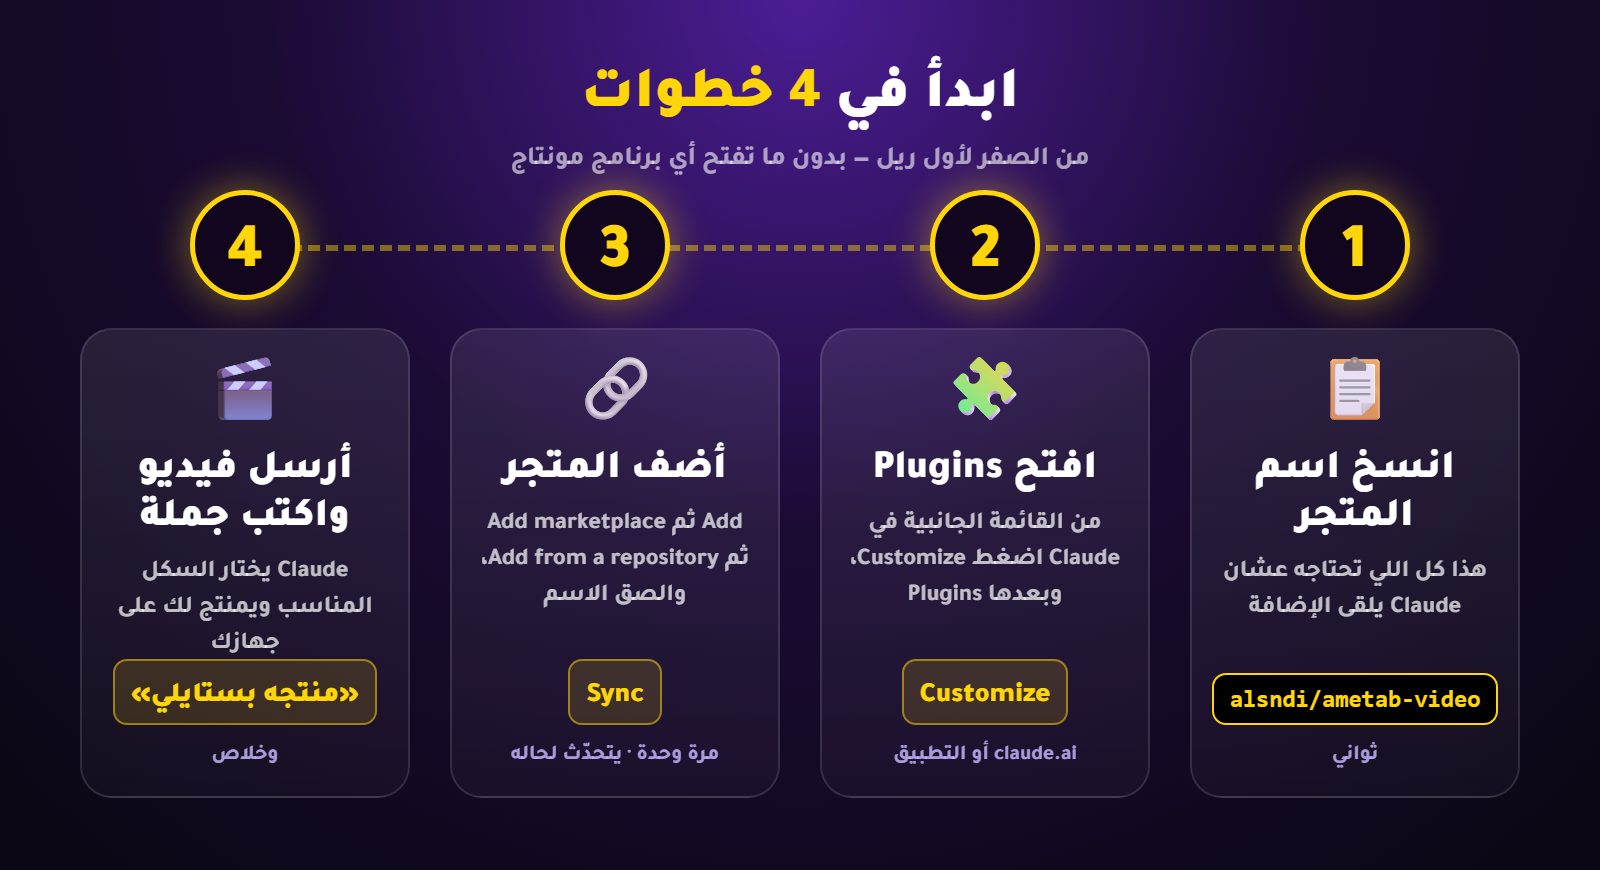 ابدأ في 4 خطوات
من الصفر لأول ريل – بدون ما تفتح أي برنامج مونتاج
1
2
3
4
انسخ اسم
المتجر
هذا كل اللي تحتاجه عشان
Claude يلقى الإضافة
alsndi/ametab-video
ثواني
افتح Plugins
من القائمة الجانبية في
Claude اضغط Customize،
وبعدها Plugins
Customize
claude.ai أو التطبيق
أضف المتجر
Add ثم Add marketplace
ثم Add from a repository،
والصق الاسم
Sync
مرة وحدة · يتحدّث لحاله
أرسل فيديو
واكتب جملة
Claude يختار السكل
المناسب ويمنتج لك على
جهازك
«منتجه بستايلي»
وخلاص